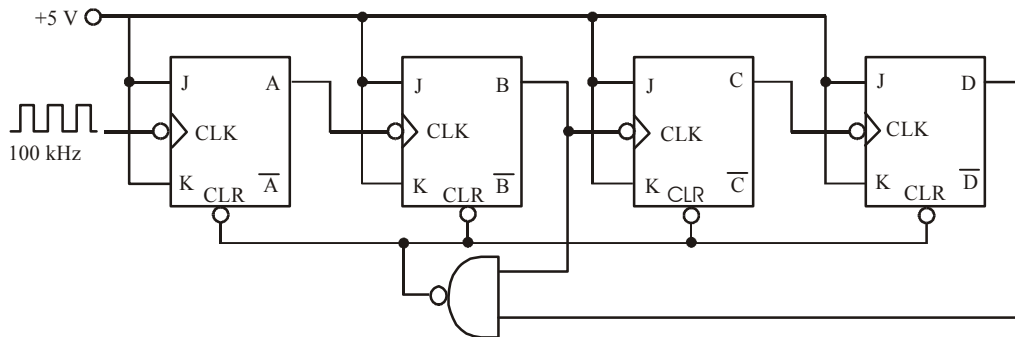 +5 V
J A J B J C J D
CLK CLK CLK CLK
100 kHz
K A̅ K B̅ K C̅ K D̅
CLR CLR CLR CLR